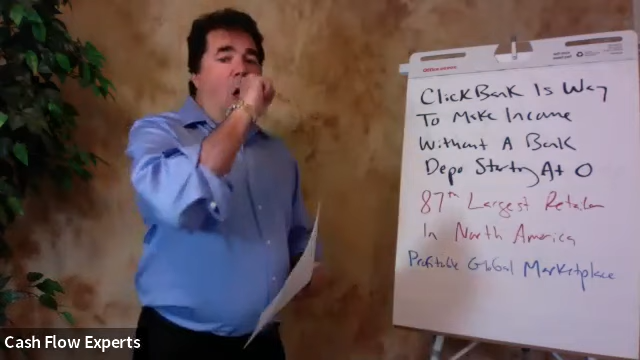 ClickBank Is Way
To Make Income
Without A Bank
Depo Starting At 0
87th Largest Retailer
In North America
Profitable Global Marketplace
Cash Flow Experts